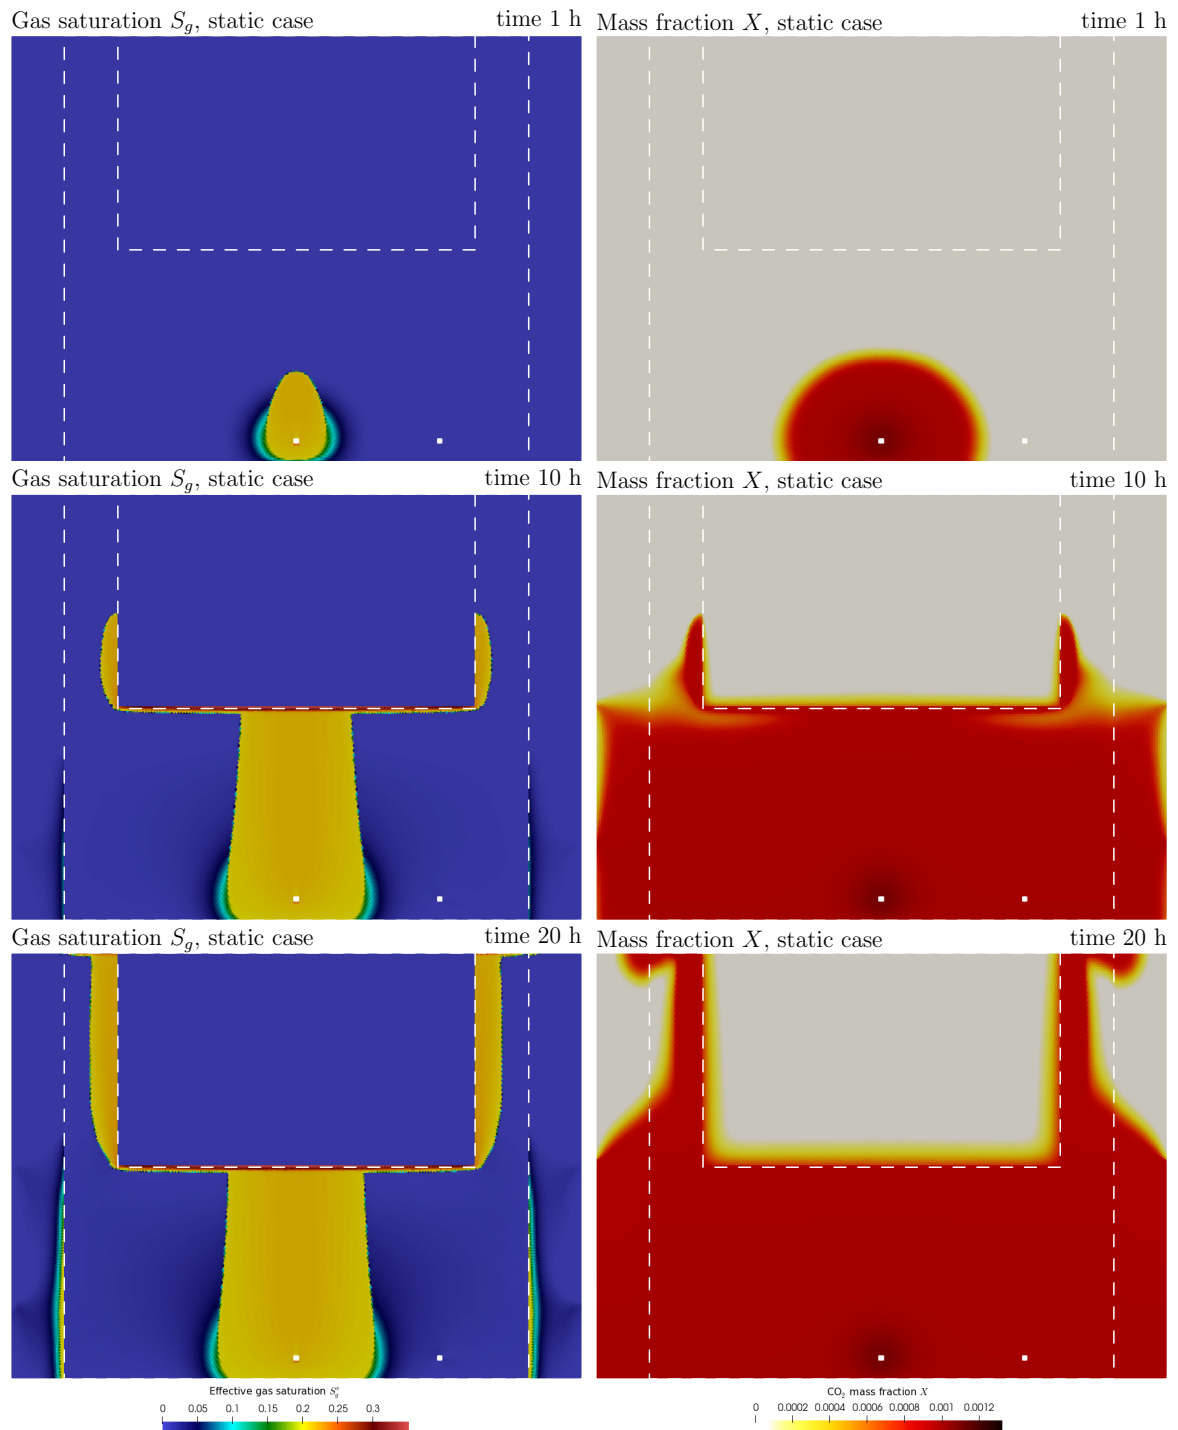 Gas saturation S_g, static case time 1 h
Mass fraction X, static case time 1 h
Gas saturation S_g, static case time 10 h
Mass fraction X, static case time 10 h
Gas saturation S_g, static case time 20 h
Mass fraction X, static case time 20 h
Effective gas saturation S_g^e
0 0.05 0.1 0.15 0.2 0.25 0.3
CO₂ mass fraction X
0 0.0002 0.0004 0.0006 0.0008 0.001 0.0012